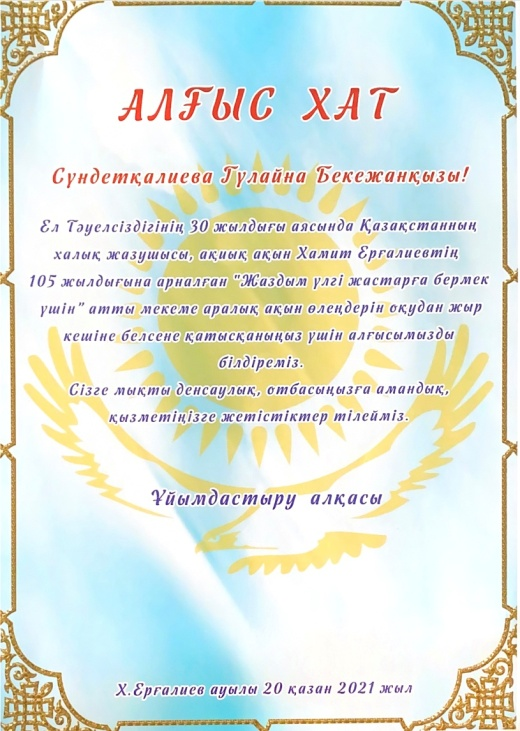 АЛҒЫС ХАТ
Сүндетқалиева Гүлайна Бекежанқызы!
Ел Тәуелсіздігінің 30 жылдығы аясында Қазақстанның
халық жазушысы, ақиық ақын Хамит Ерғалиевтің
105 жылдығына арналған "Жаздым үлгі жастарға бермек
үшін" атты мекеме аралық ақын өлеңдерін оқудан жыр
кешіне белсене қатысқаныңыз үшін алғысымызды
білдіреміз.
Сізге мықты денсаулық, отбасыңызға амандық,
қызметіңізге жетістіктер тілейміз.
Ұйымдастыру алқасы
Х.Ерғалиев ауылы 20 қазан 2021 жыл